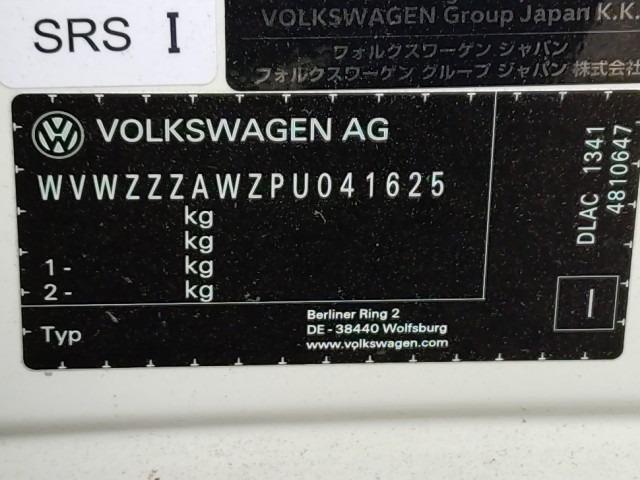 SRS I
VOLKSWAGEN Group Japan K.K.
フォルクスワーゲン ジャパン
フォルクスワーゲン グループ ジャパン 株式会社
VOLKSWAGEN AG
WVWZZZAWZPU041625
kg
kg
1- kg
2- kg
Typ
Berliner Ring 2
DE - 38440 Wolfsburg
www.volkswagen.com
DLAC 1341
4810647
I